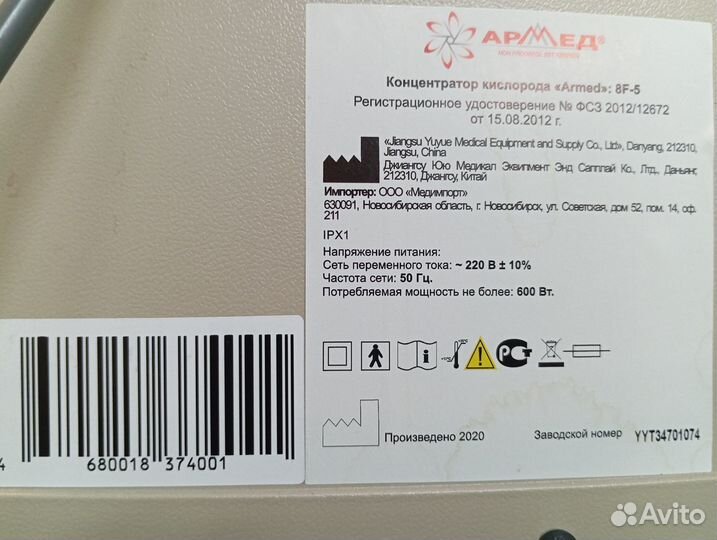 АРМЕД®
Концентратор кислорода «Armed»: 8F-5
Регистрационное удостоверение № ФСЗ 2012/12672
от 15.08.2012 г.
«Jiangsu Yuyue Medical Equipment and Supply Co., Ltd», Danyang, 212310,
Jiangsu, China
Джиангсу Юю Медикал Эквипмент Энд Сапплай Ко., Лтд., Даньянг,
212310, Джангсу, Китай
Импортер: ООО «Медимпорт»
630091, Новосибирская область, г. Новосибирск, ул. Советская, дом 52, пом. 14, оф.
211
IPX1
Напряжение питания:
Сеть переменного тока: ~ 220 В ± 10%
Частота сети: 50 Гц.
Потребляемая мощность не более: 600 Вт.
i
РСТ
Произведено 2020
Заводской номер YYT34701074
4 680018 374001
Avito